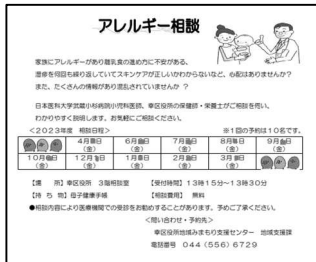 アレルギー相談
家族にアレルギーがあり離乳食の進め方に不安がある、
湿疹を何回も繰り返していてスキンケアが正しいかわからないなど、心配はありませんか？
また、たくさんの情報があり混乱されていませんか ？
日本医科大学武蔵小杉病院小児科医師、幸区役所の保健師・栄養士がご相談を伺い、
わかりやすく説明します。お気軽にご相談ください。
＜2023年度　相談日程＞　※1回の予約は10名です。
4月 日（金） 6月 日（金） 7月 日（金） 8月 日（金） 9月 日（金）
10月 日（金） 12月 日（金） 1月 日（金） 2月 日（金） 3月 日（金）
【場　所】幸区役所　3階相談室　【受付時間】13時15分～13時30分
【持 ち 物】母子健康手帳　【相談費用】　無料
●相談内容により医療機関での受診をお勧めすることがあります。予めご了承ください。
＜問い合わせ・予約先＞
幸区役所地域みまもり支援センター　地域支援課
電話番号　044（556）6729